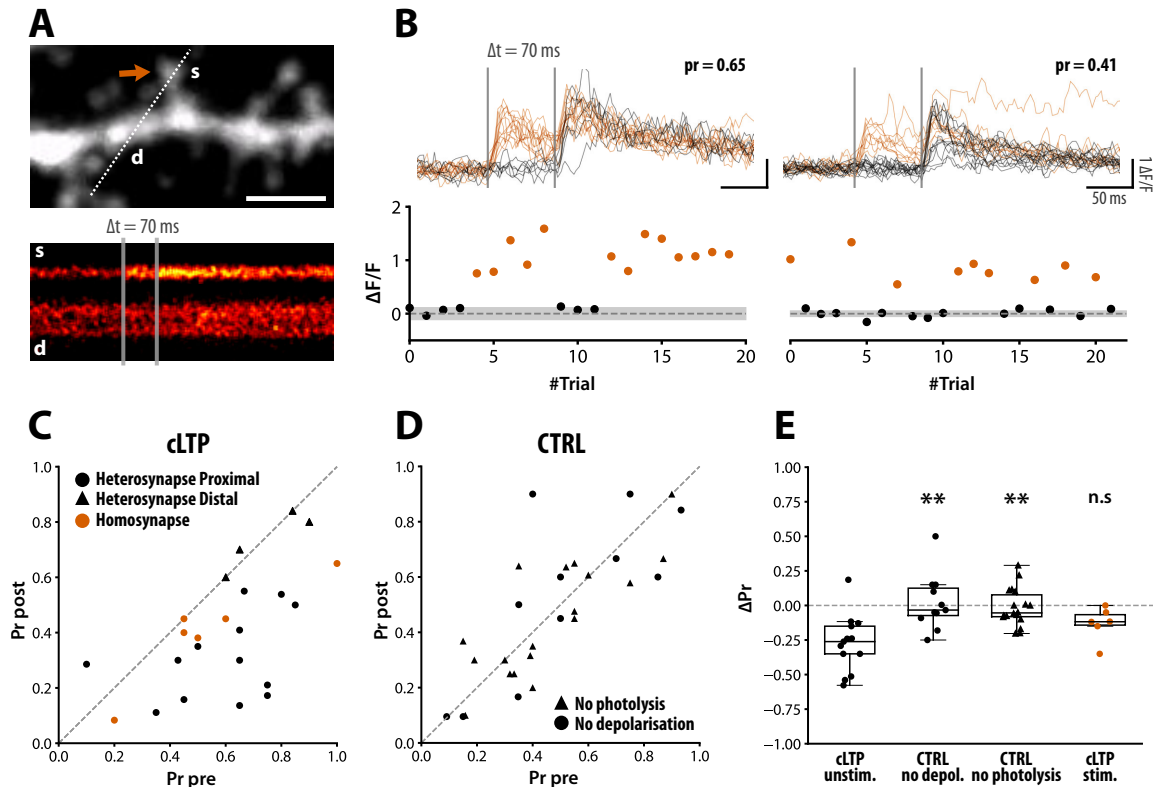 A
s
d
Δt = 70 ms
s
d
B
Δt = 70 ms
pr = 0.65
pr = 0.41
1 ΔF/F
50 ms
ΔF/F
2
1
0
0 5 10 15 20
#Trial
0 5 10 15 20
#Trial
C
cLTP
Heterosynapse Proximal
Heterosynapse Distal
Homosynapse
Pr post
1.0
0.8
0.6
0.4
0.2
0.0
0.0 0.2 0.4 0.6 0.8 1.0
Pr pre
D
CTRL
No photolysis
No depolarisation
Pr post
1.0
0.8
0.6
0.4
0.2
0.0
0.0 0.2 0.4 0.6 0.8 1.0
Pr pre
E
** ** n.s
ΔPr
1.00
0.75
0.50
0.25
0.00
−0.25
−0.50
−0.75
−1.00
cLTP
unstim.
CTRL
no depol.
CTRL
no photolysis
cLTP
stim.